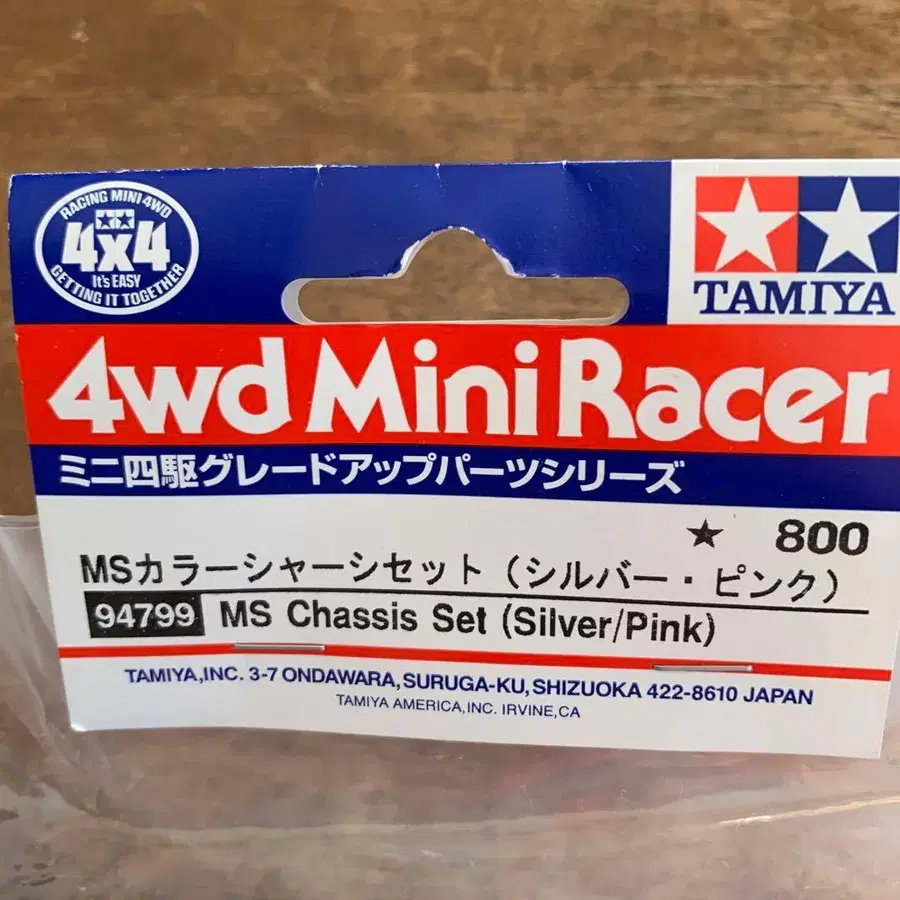 RACING MINI 4WD
4x4
It's EASY
GETTING IT TOGETHER
TAMIYA
4wd Mini Racer
ミニ四駆グレードアップパーツシリーズ
★ 800
MSカラーシャーシセット（シルバー・ピンク）
94799 MS Chassis Set (Silver/Pink)
TAMIYA,INC. 3-7 ONDAWARA, SURUGA-KU, SHIZUOKA 422-8610 JAPAN
TAMIYA AMERICA,INC. IRVINE,CA